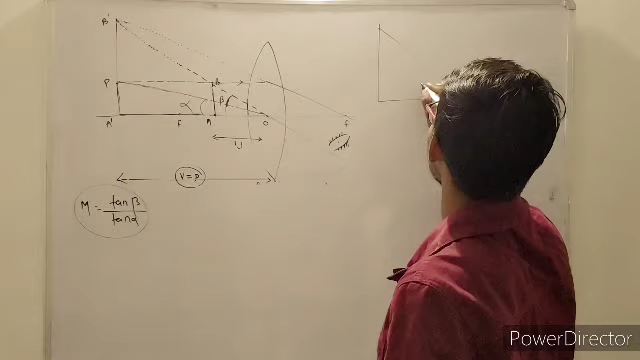 B'
P
B
α
β
A'
F
A
O
F
u
V = P
M = tanβ
tanα
PowerDirector